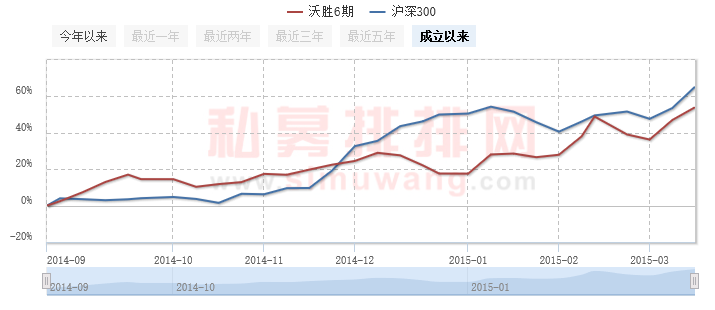 沃胜6期 沪深300
今年以来 最近一年 最近两年 最近三年 最近五年 成立以来
60%
40%
20%
0%
-20%
私募排排网
www.simuwang.com
2014-09 2014-10 2014-11 2014-12 2015-01 2015-02 2015-03
2014-09 2014-10 2015-01